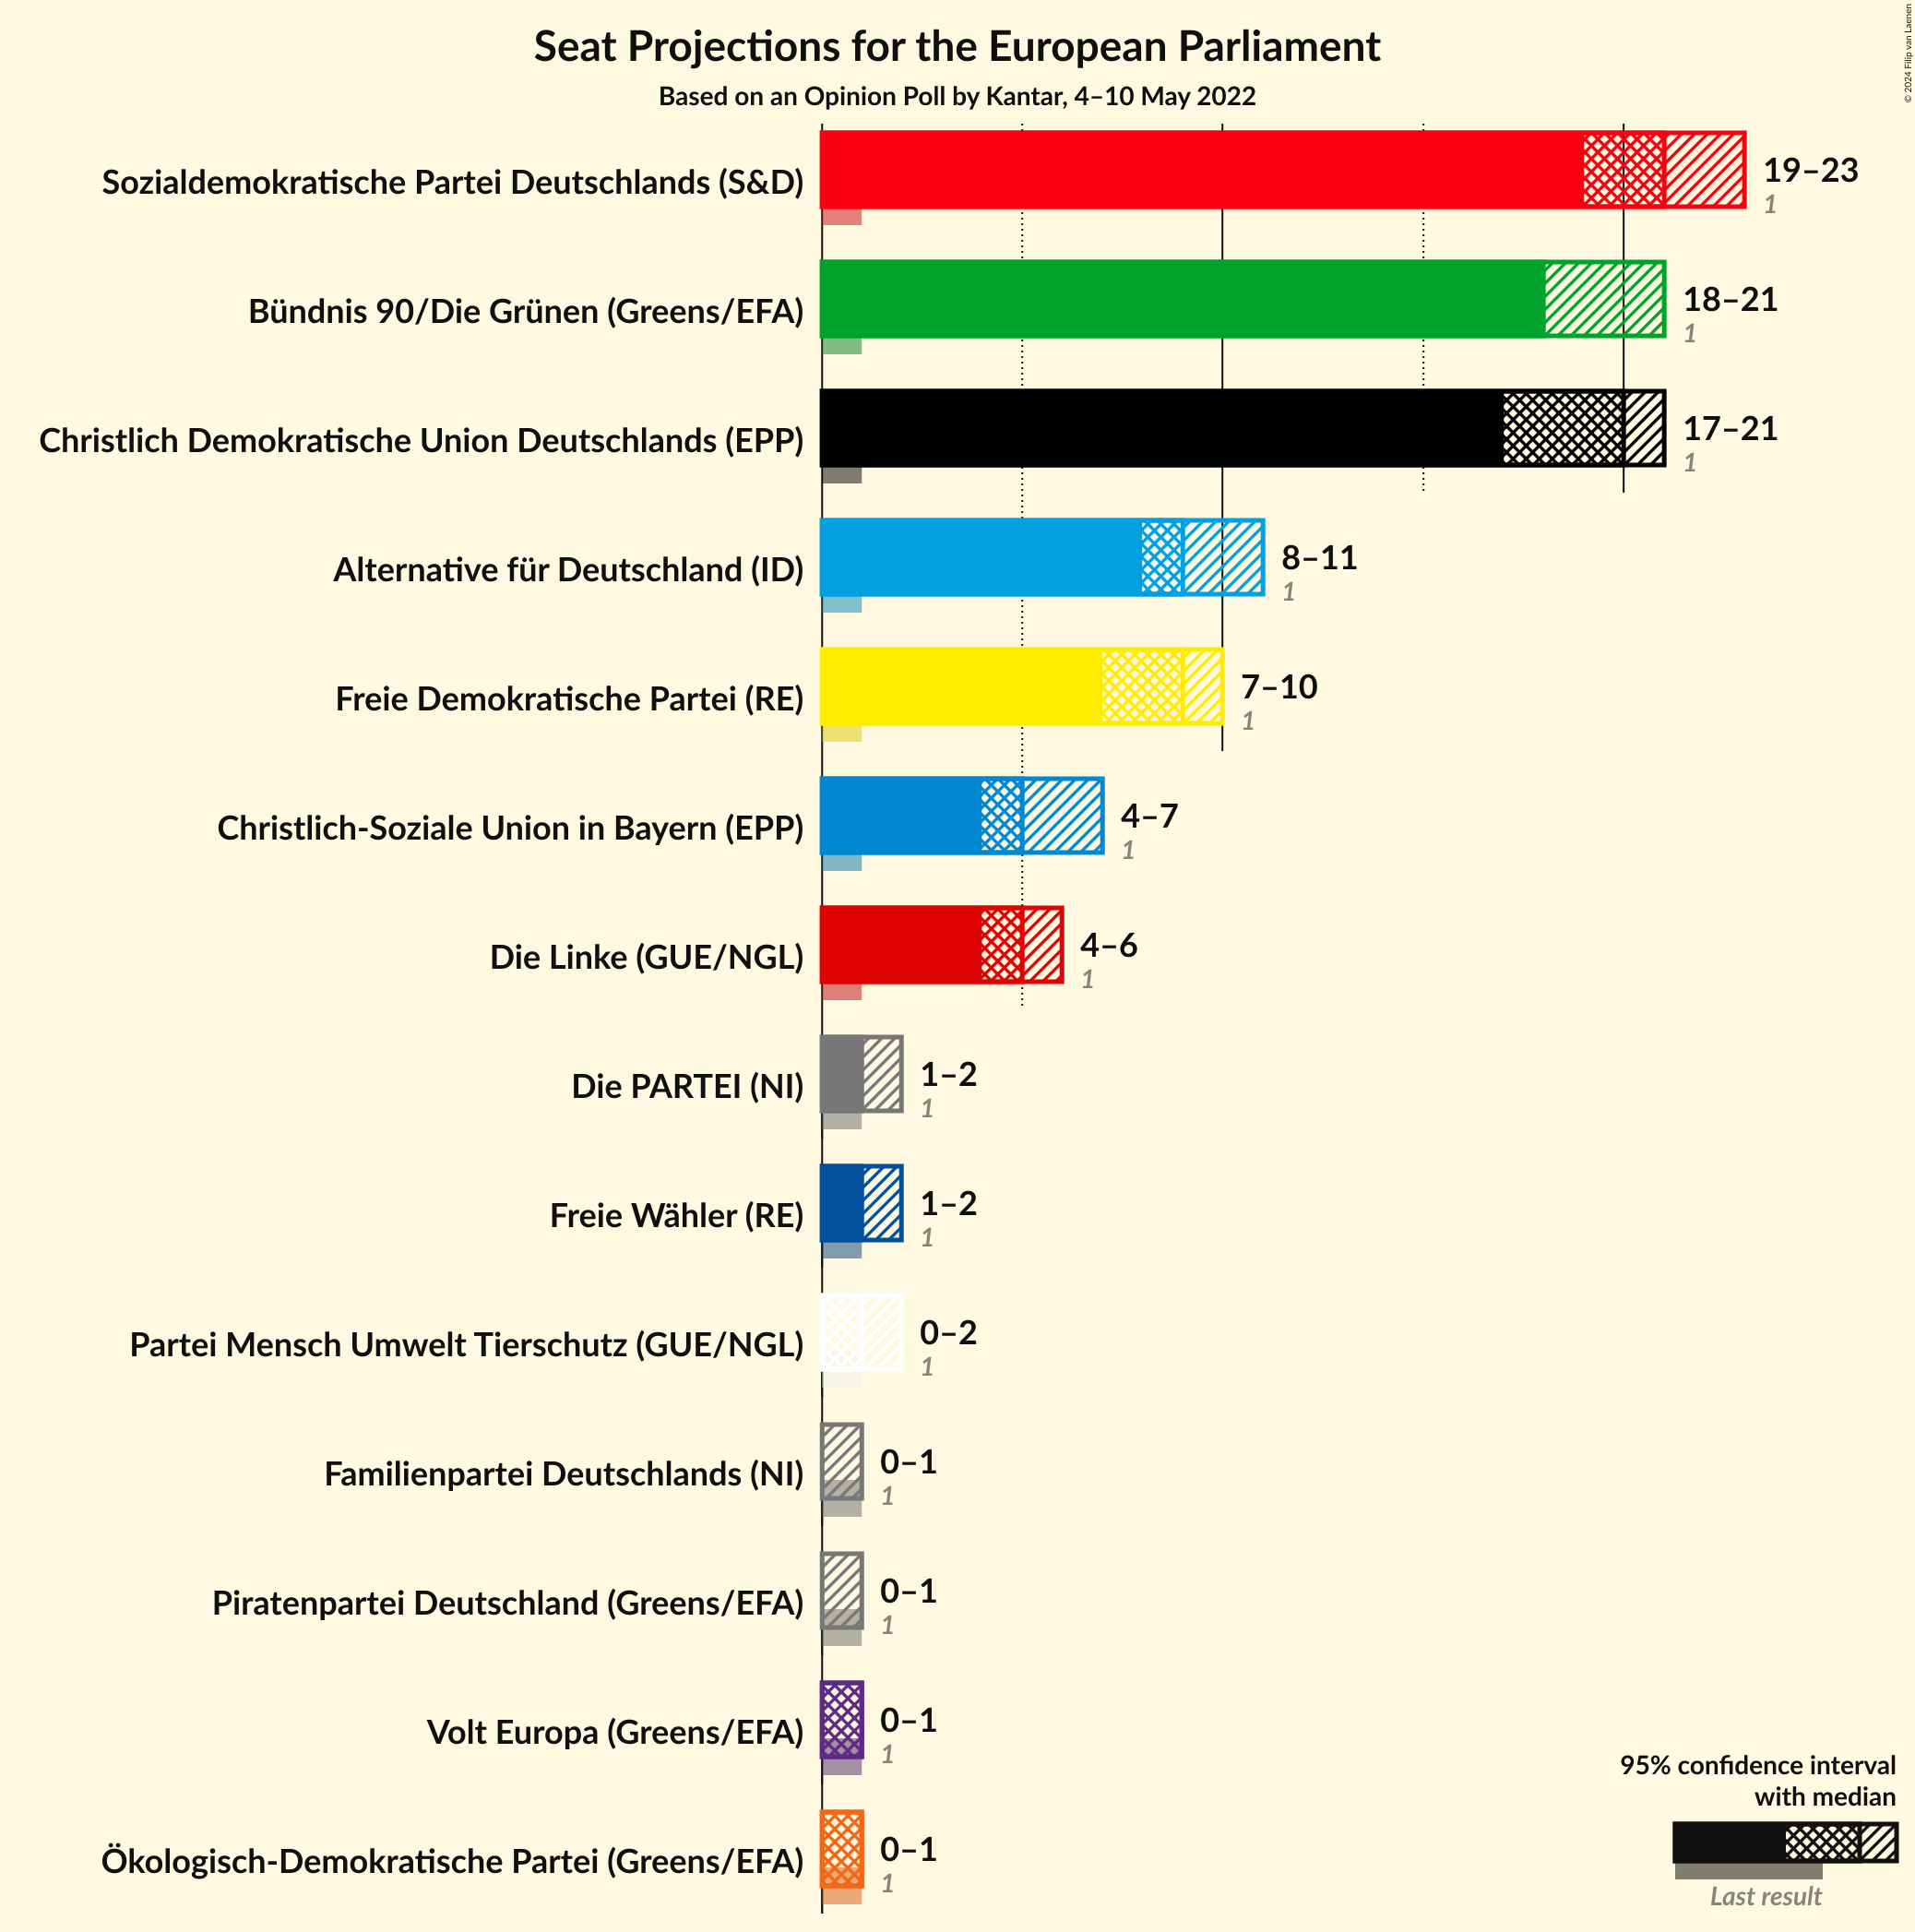 Seat Projections for the European Parliament
Based on an Opinion Poll by Kantar, 4–10 May 2022
© 2024 Filip van Laenen
Sozialdemokratische Partei Deutschlands (S&D)
19–23
1
Bündnis 90/Die Grünen (Greens/EFA)
18–21
1
Christlich Demokratische Union Deutschlands (EPP)
17–21
1
Alternative für Deutschland (ID)
8–11
1
Freie Demokratische Partei (RE)
7–10
1
Christlich-Soziale Union in Bayern (EPP)
4–7
1
Die Linke (GUE/NGL)
4–6
1
Die PARTEI (NI)
1–2
1
Freie Wähler (RE)
1–2
1
Partei Mensch Umwelt Tierschutz (GUE/NGL)
0–2
1
Familienpartei Deutschlands (NI)
0–1
1
Piratenpartei Deutschland (Greens/EFA)
0–1
1
Volt Europa (Greens/EFA)
0–1
1
Ökologisch-Demokratische Partei (Greens/EFA)
0–1
1
95% confidence interval
with median
Last result